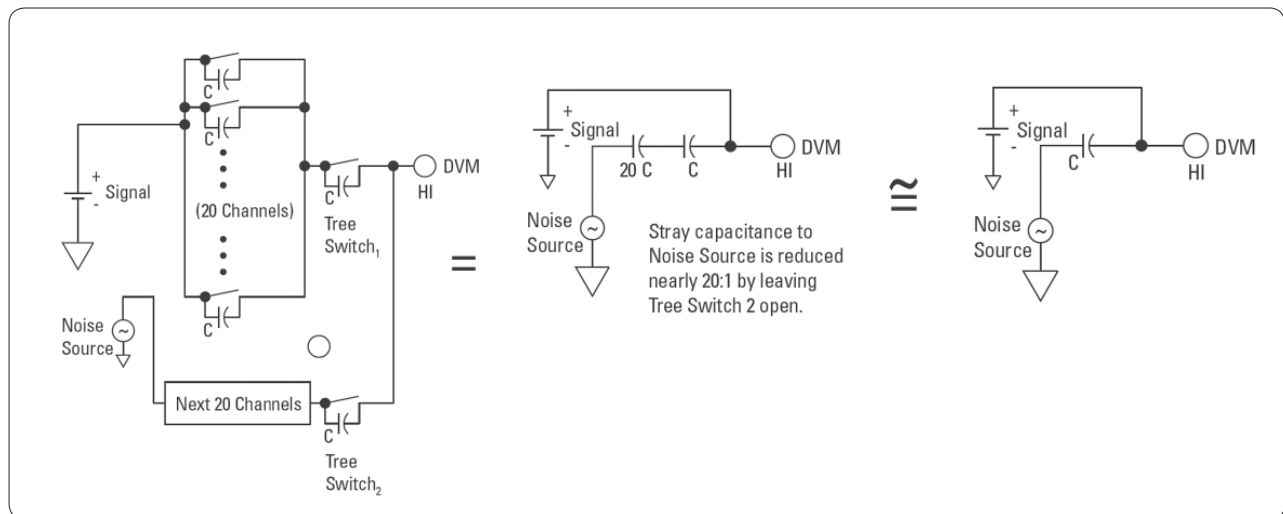 C
C
+
Signal
-
(20 Channels)
C
DVM
HI
C
Tree
Switch₁
Noise
Source
~
Next 20 Channels
C
Tree
Switch₂
=
+
Signal
-
20 C
C
DVM
HI
Noise
Source
~
Stray capacitance to
Noise Source is reduced
nearly 20:1 by leaving
Tree Switch 2 open.
≅
+
Signal
-
C
DVM
HI
Noise
Source
~